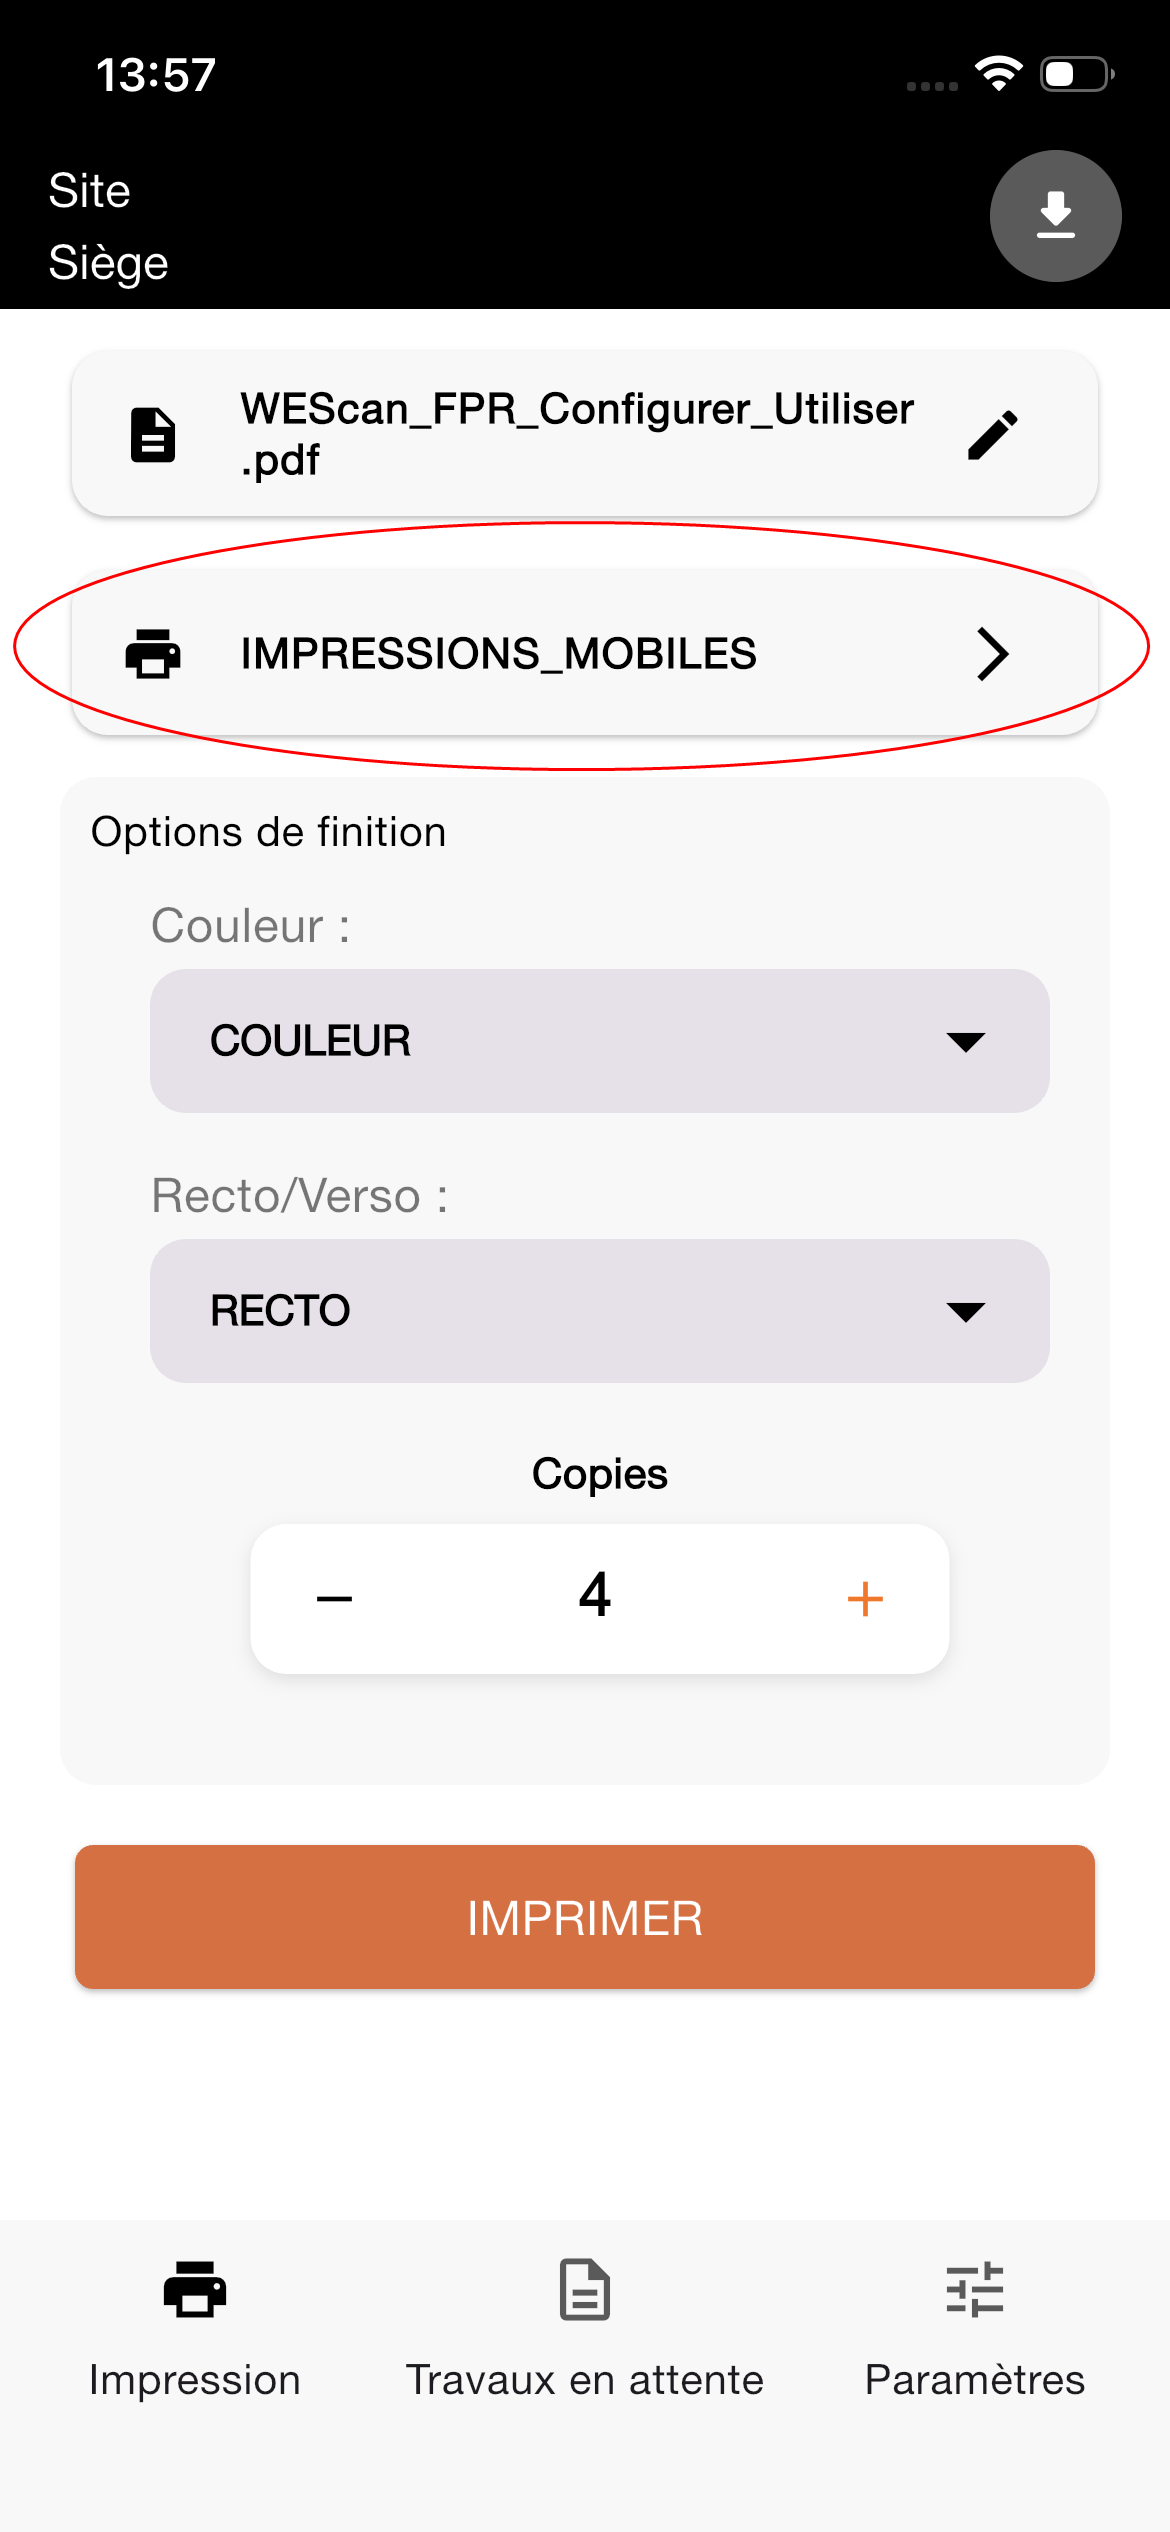 13:57
Site
Siège
WEScan_FPR_Configurer_Utiliser
.pdf
IMPRESSIONS_MOBILES
Options de finition
Couleur :
COULEUR
Recto/Verso :
RECTO
Copies
4
IMPRIMER
Impression
Travaux en attente
Paramètres